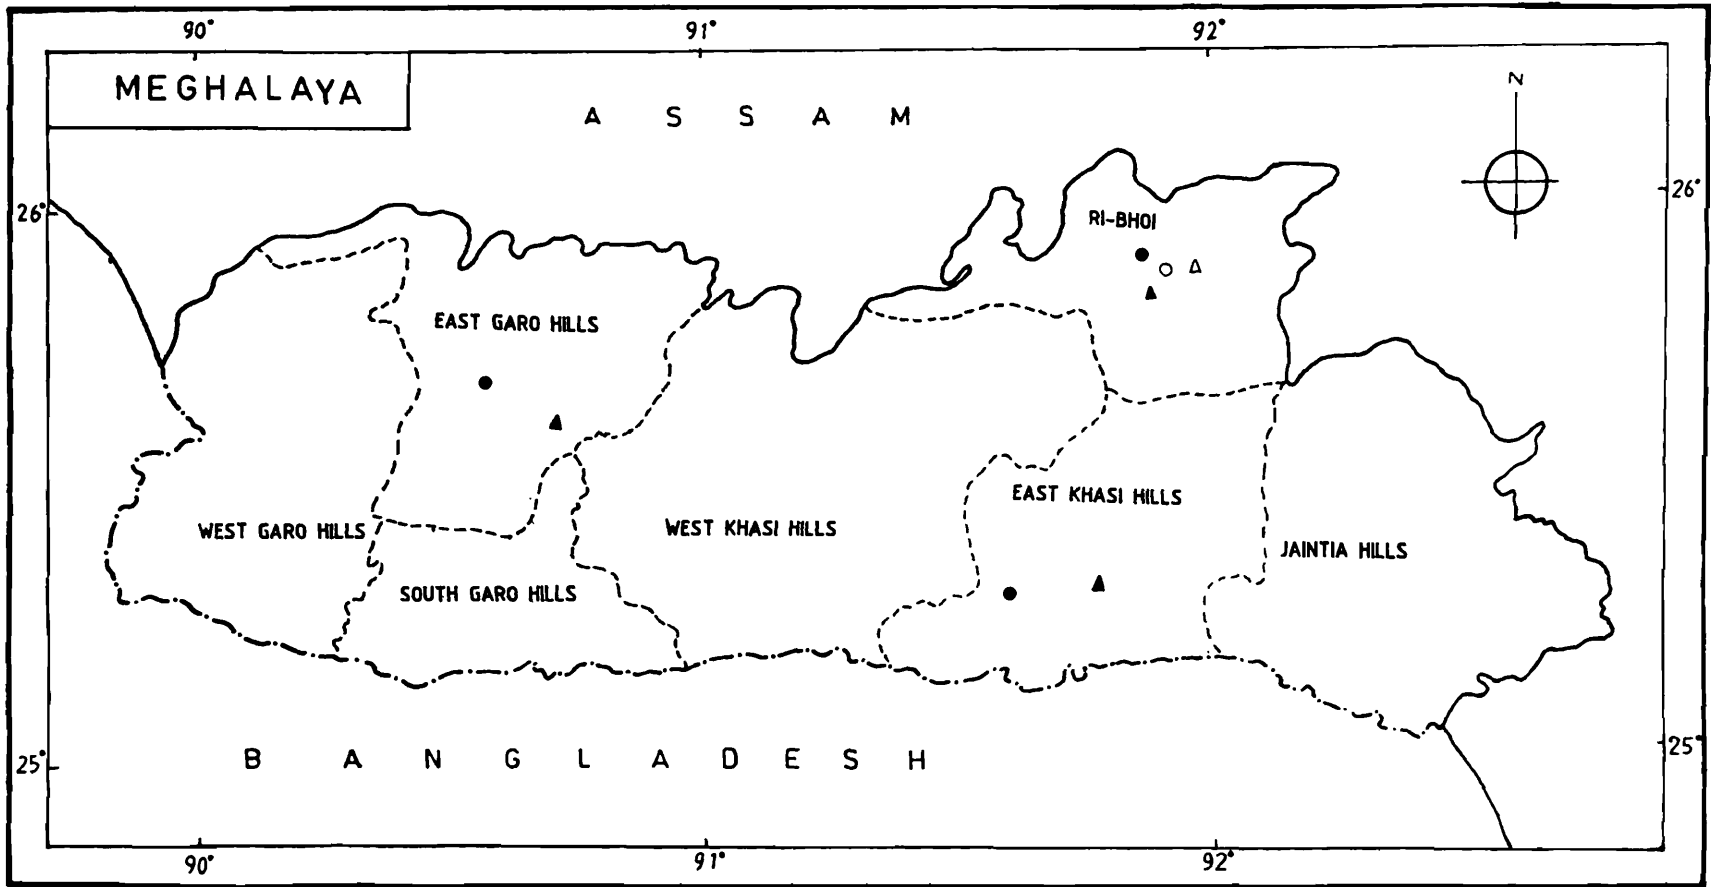 90° 91° 92°
MEGHALAYA
A S S A M
N
26° 26°
RI-BHOI
EAST GARO HILLS
EAST KHASI HILLS
WEST GARO HILLS WEST KHASI HILLS
JAINTIA HILLS
SOUTH GARO HILLS
25° 25°
B A N G L A D E S H
90° 91° 92°